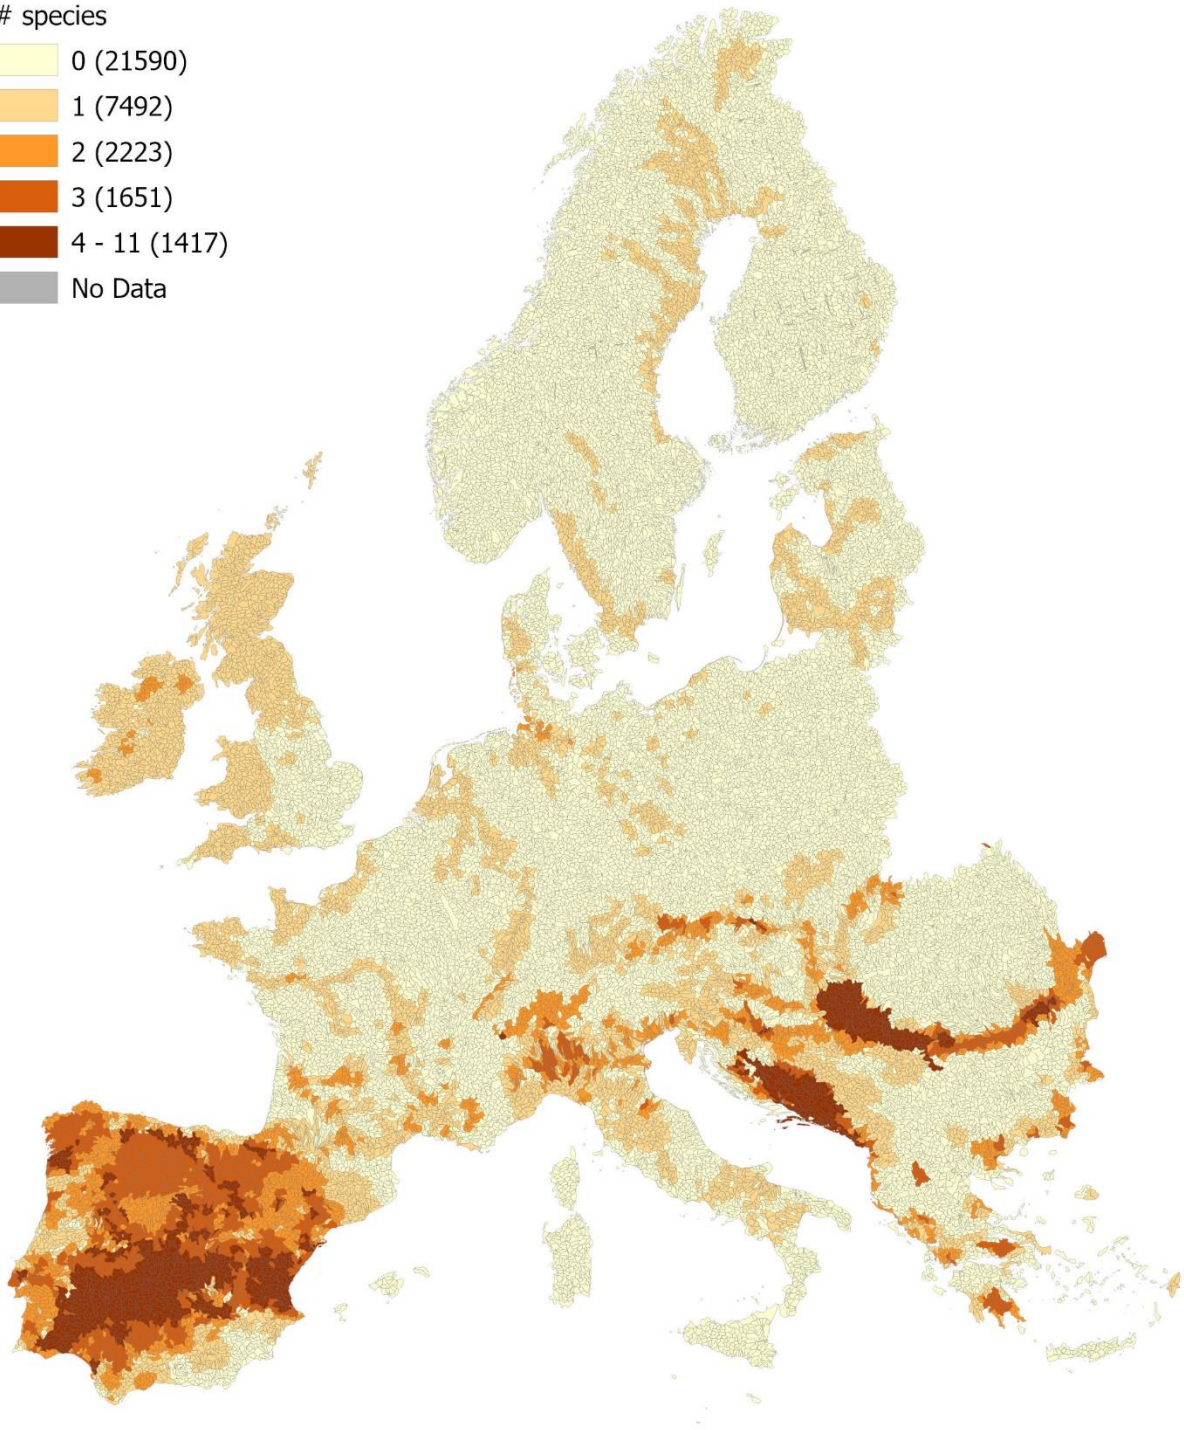 # species
0 (21590)
1 (7492)
2 (2223)
3 (1651)
4 - 11 (1417)
No Data